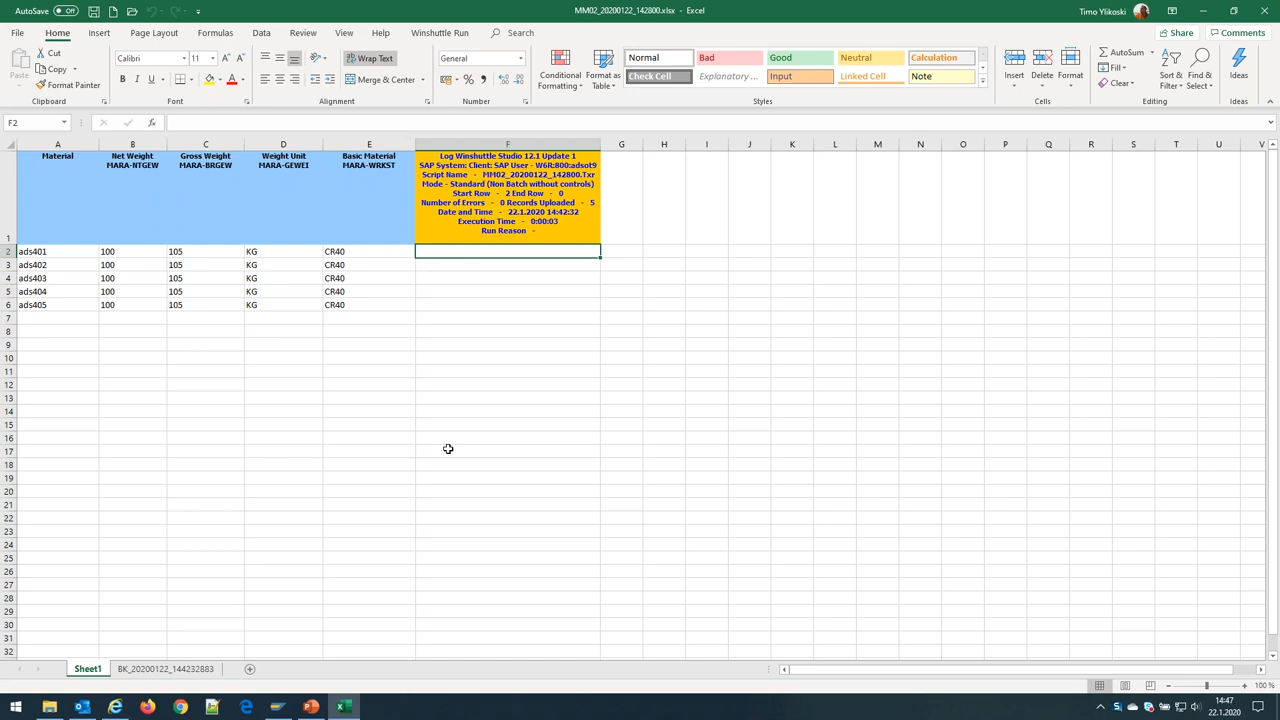 AutoSave Off
MM02_20200122_142800.xlsx - Excel
Timo Ylikoski
File Home Insert Page Layout Formulas Data Review View Help Winshuttle Run Search
Share Comments
Paste
Cut
Copy
Format Painter
Clipboard
Calibri 11
B I U
Font
Wrap Text
Merge & Center
Alignment
General
Number
Conditional Formatting
Format as Table
Normal Bad Good Neutral Calculation
Check Cell Explanatory ... Input Linked Cell Note
Styles
Insert Delete Format
Cells
AutoSum
Fill
Clear
Sort & Filter
Find & Select
Editing
Ideas
Ideas
F2
fx
A B C D E F G H I J K L M N O P Q R S T U V
1
Material
Net Weight
MARA-NTGEW
Gross Weight
MARA-BRGEW
Weight Unit
MARA-GEWEI
Basic Material
MARA-WRKST
Log Winshuttle Studio 12.1 Update 1
SAP System: Client: SAP User - W6R:800:adsot9
Script Name - MM02_20200122_142800.Txr
Mode - Standard (Non Batch without controls)
Start Row - 2 End Row - 0
Number of Errors - 0 Records Uploaded - 5
Date and Time - 22.1.2020 14:42:32
Execution Time - 0:00:03
Run Reason -
2 ads401 100 105 KG CR40
3 ads402 100 105 KG CR40
4 ads403 100 105 KG CR40
5 ads404 100 105 KG CR40
6 ads405 100 105 KG CR40
7
8
9
10
11
12
13
14
15
16
17
18
19
20
21
22
23
24
25
26
27
28
29
30
31
32
Sheet1 BK_20200122_144232883
100 %
14:47
22.1.2020